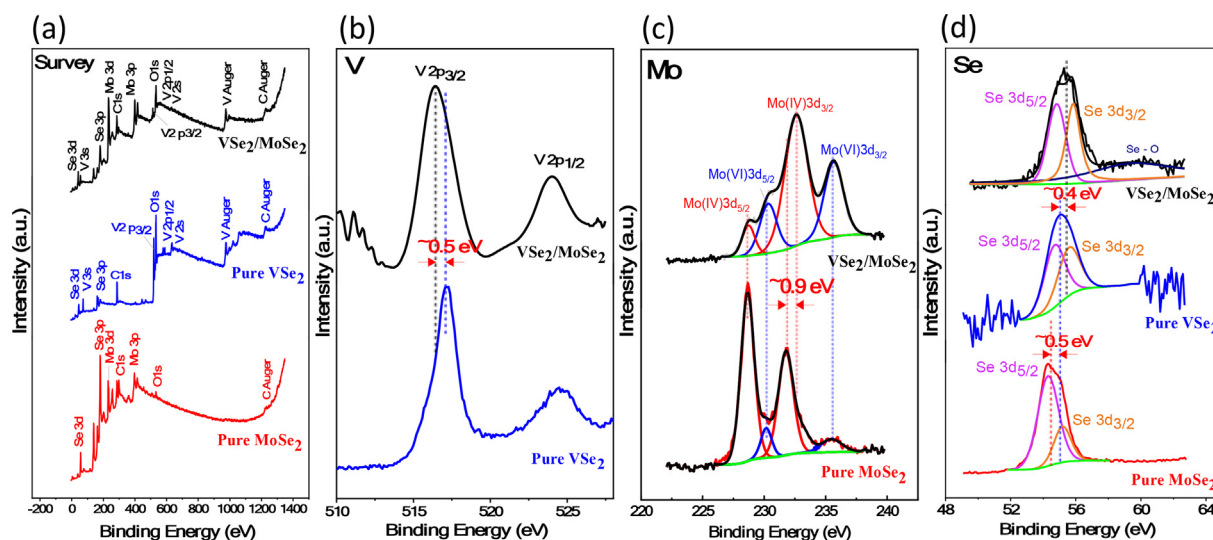 (a)
Survey
Se 3d
V 3s
Se 3p
Mo 3d
C1s
Mo 3p
O1s
V 2p1/2
V 2s
V2 p3/2
V Auger
C Auger
VSe2/MoSe2
Se 3d
V 3s
Se 3p
C1s
V2 p3/2
O1s
V2p1/2
V 2s
V Auger
C Auger
Pure VSe2
Se 3d
Se 3p
Mo 3d
C1s
Mo 3p
O1s
C Auger
Pure MoSe2
Intensity (a.u.)
-200 0 200 400 600 800 1000 1200 1400
Binding Energy (eV)
(b)
V
V 2p3/2
V2p1/2
VSe2/MoSe2
~0.5 eV
Pure VSe2
Intensity (a.u.)
510 515 520 525
Binding Energy (eV)
(c)
Mo
Mo(IV)3d3/2
Mo(VI)3d3/2
Mo(VI)3d5/2
Mo(IV)3d5/2
VSe2/MoSe2
~0.9 eV
Pure MoSe2
Intensity (a.u.)
220 225 230 235 240
Binding Energy (eV)
(d)
Se
Se 3d5/2
Se 3d3/2
Se - O
VSe2/MoSe2
~0.4 eV
Se 3d5/2
Se 3d3/2
Pure VSe2
~0.5 eV
Se 3d5/2
Se 3d3/2
Pure MoSe2
Intensity (a.u.)
48 52 56 60 64
Binding Energy (eV)